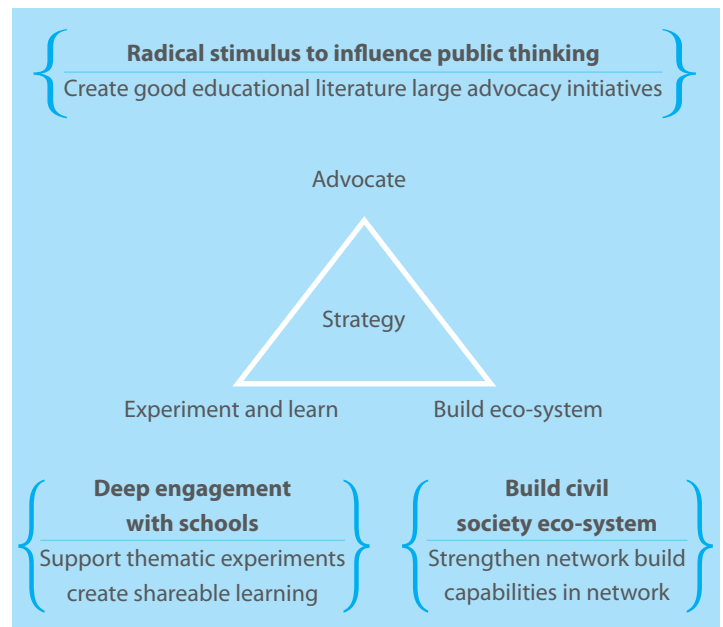 Radical stimulus to influence public thinking
Create good educational literature large advocacy initiatives
Advocate
Strategy
Experiment and learn
Build eco-system
Deep engagement
with schools
Support thematic experiments
create shareable learning
Build civil
society eco-system
Strengthen network build
capabilities in network